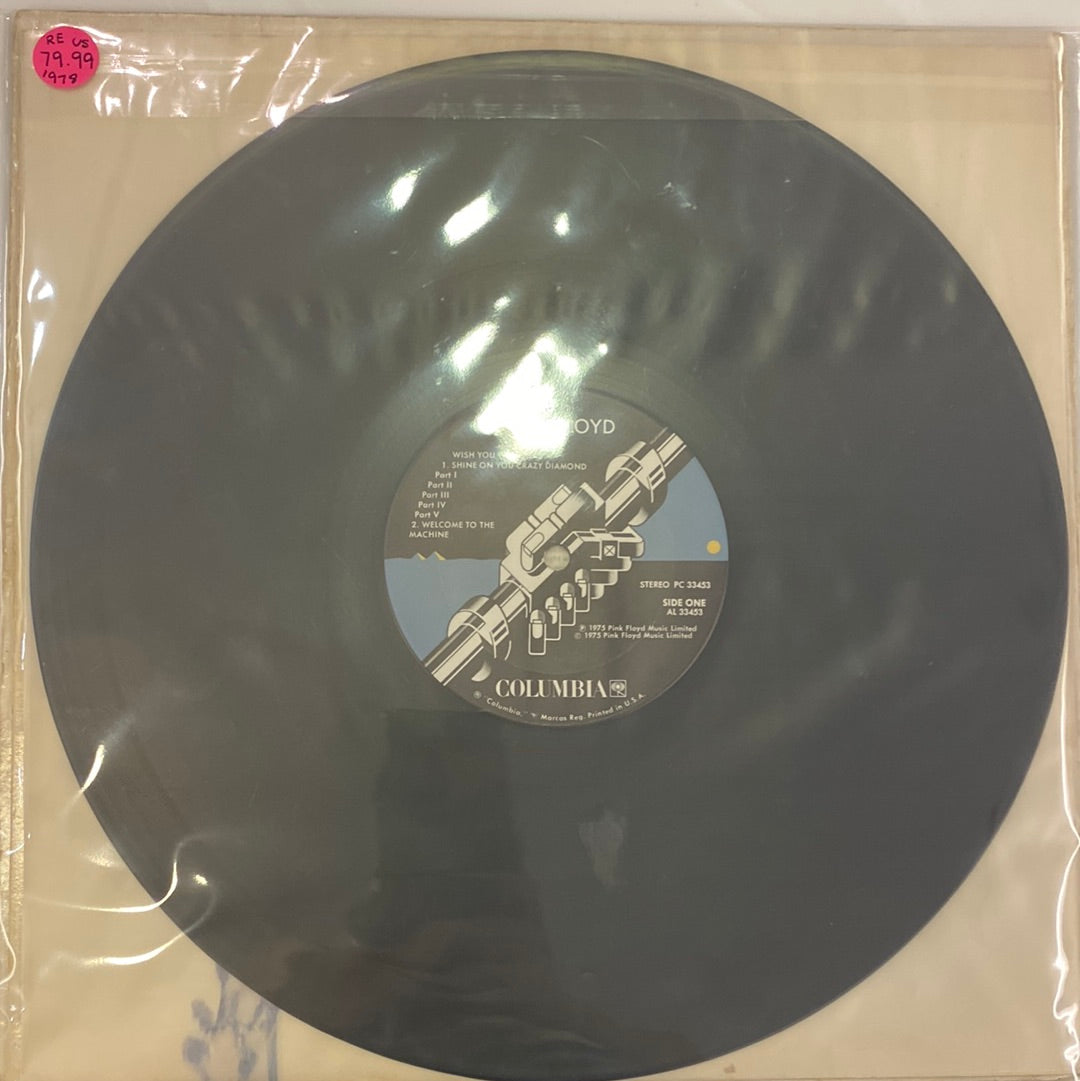 RE US
79.99
1978
LOYD
WISH YOU
1. SHINE ON YOU CRAZY DIAMOND
Part I
Part II
Part III
Part IV
Part V
2. WELCOME TO THE
MACHINE
STEREO PC 33453
SIDE ONE
AL 33453
Ⓟ 1975 Pink Floyd Music Limited
© 1975 Pink Floyd Music Limited
COLUMBIA
® "Columbia," Marcas Reg. Printed in U.S.A.